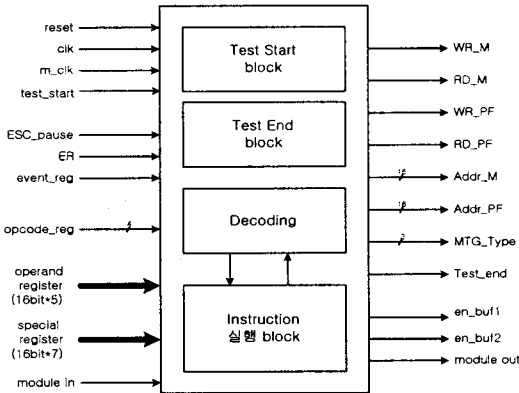 reset
clk
m_clk
test_start
ESC_pause
ER
event_reg
opcode_reg
4
operand
register
(16bit*5)
special
register
(16bit*7)
module in
Test Start
block
Test End
block
Decoding
Instruction
실행 block
WR_M
RD_M
WR_PF
RD_PF
16
Addr_M
16
Addr_PF
3
MTG_Type
Test_end
en_buf1
en_buf2
module out